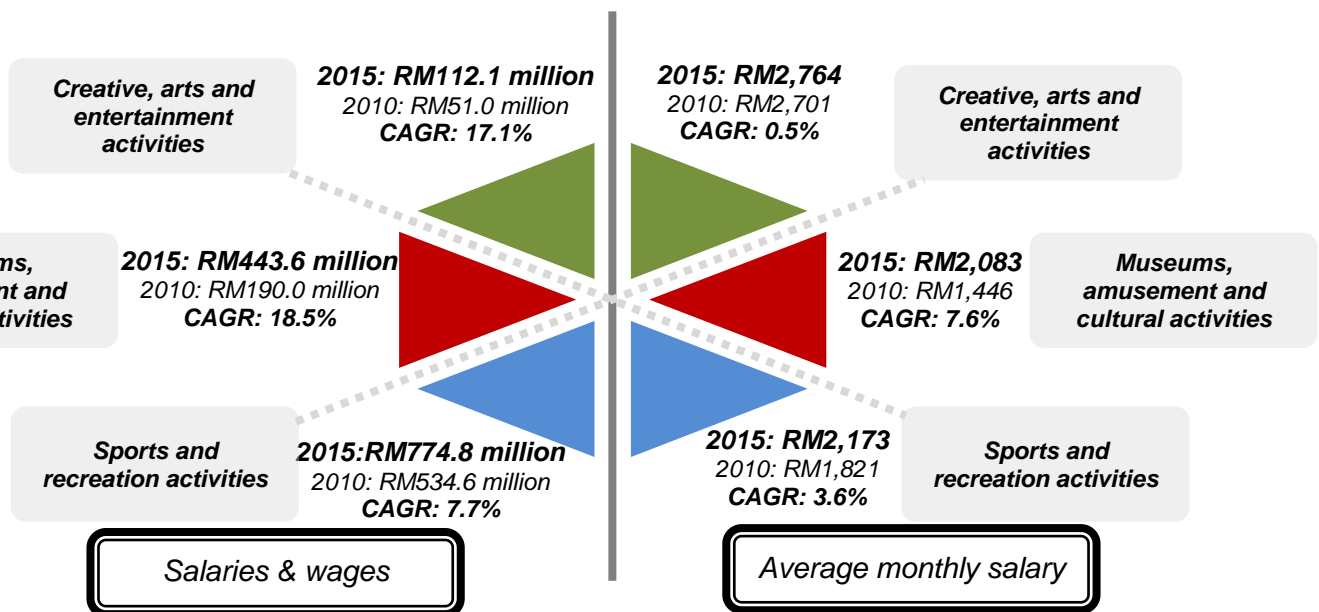 Creative, arts and
entertainment
activities
2015: RM112.1 million
2010: RM51.0 million
CAGR: 17.1%
2015: RM2,764
2010: RM2,701
CAGR: 0.5%
Creative, arts and
entertainment
activities
2015: RM443.6 million
2010: RM190.0 million
CAGR: 18.5%
2015: RM2,083
2010: RM1,446
CAGR: 7.6%
Museums,
amusement and
cultural activities
Sports and
recreation activities
2015:RM774.8 million
2010: RM534.6 million
CAGR: 7.7%
2015: RM2,173
2010: RM1,821
CAGR: 3.6%
Sports and
recreation activities
Salaries & wages
Average monthly salary